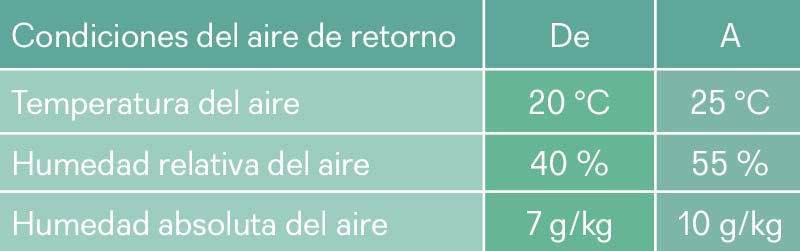 Condiciones del aire de retorno De A
Temperatura del aire 20 °C 25 °C
Humedad relativa del aire 40 % 55 %
Humedad absoluta del aire 7 g/kg 10 g/kg